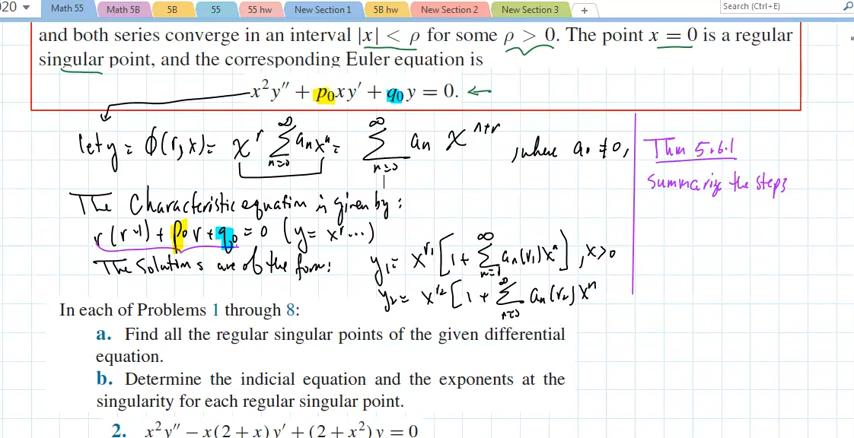 020
Math 55
Math 5B
5B
55
55 hw
New Section 1
5B hw
New Section 2
New Section 3
+
Search (Ctrl+E)
and both series converge in an interval |x| < ρ for some ρ > 0. The point x = 0 is a regular
singular point, and the corresponding Euler equation is
x²y″ + p₀xy′ + q₀y = 0.
let y = Φ(r,x) = x^r ∑_{n=0}^∞ aₙxⁿ = ∑_{n=0}^∞ aₙ x^{n+r}, where a₀ ≠ 0,
Thm 5.6.1
Summarize the steps
The Characteristic equation is given by:
r(r-1) + p₀r + q₀ = 0 (y = x^r ...)
The Solutions are of the form:
y₁ = x^{r₁} [1 + ∑_{n=1}^∞ aₙ(r₁)xⁿ], x>0
y₂ = x^{r₂} [1 + ∑_{n=0}^∞ aₙ(r₂)xⁿ
In each of Problems 1 through 8:
a. Find all the regular singular points of the given differential
equation.
b. Determine the indicial equation and the exponents at the
singularity for each regular singular point.
2. x²y″ − x(2 + x)y′ + (2 + x²)y = 0